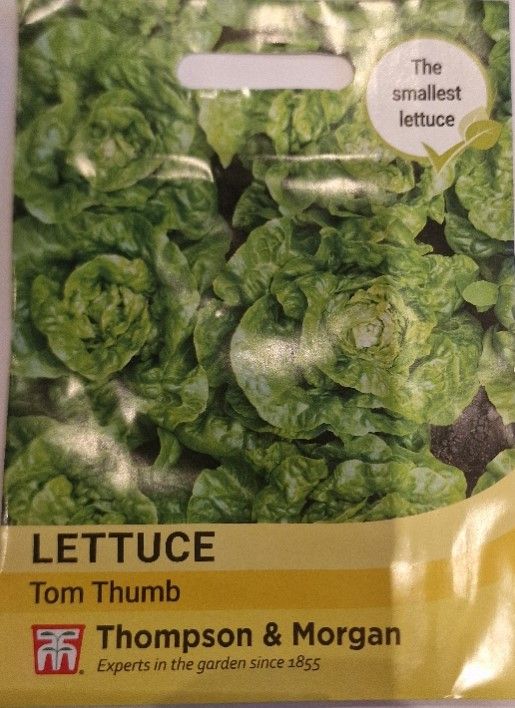 The
smallest
lettuce
LETTUCE
Tom Thumb
Thompson & Morgan
Experts in the garden since 1855